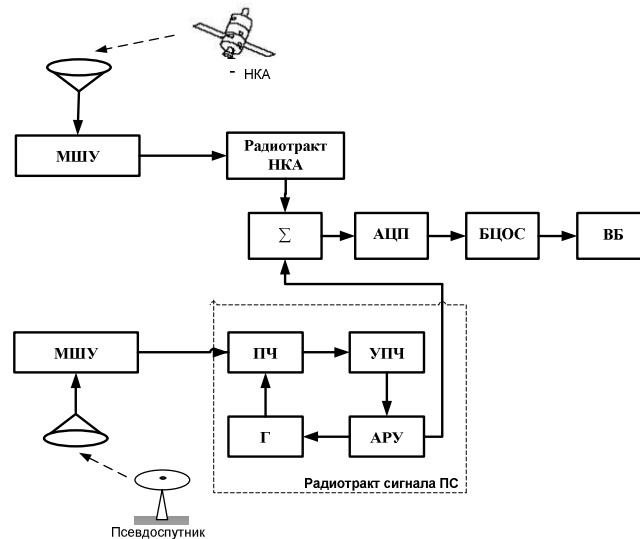 НКА
МШУ
Радиотракт
НКА
Σ
АЦП
БЦОС
ВБ
МШУ
ПЧ
УПЧ
Г
АРУ
Радиотракт сигнала ПС
Псевдоспутник